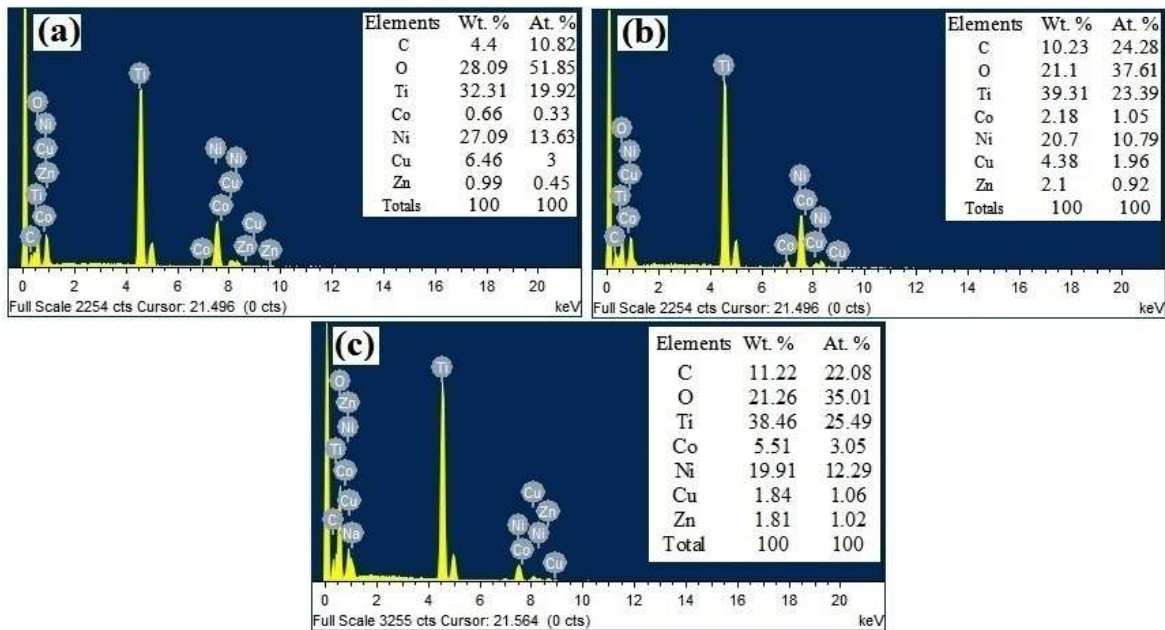 (a)
Elements Wt. % At. %
C 4.4 10.82
O 28.09 51.85
Ti 32.31 19.92
Co 0.66 0.33
Ni 27.09 13.63
Cu 6.46 3
Zn 0.99 0.45
Totals 100 100
O
Ni
Cu
Zn
Ti
Co
C
Ti
Ni
Ni
Cu
Co
Co
Cu
Zn
Zn
0 2 4 6 8 10 12 14 16 18 20
Full Scale 2254 cts Cursor: 21.496 (0 cts) keV
(b)
Elements Wt. % At. %
C 10.23 24.28
O 21.1 37.61
Ti 39.31 23.39
Co 2.18 1.05
Ni 20.7 10.79
Cu 4.38 1.96
Zn 2.1 0.92
Totals 100 100
O
Ni
Cu
Ti
Co
C
Ti
Ni
Co
Ni
Co
Cu
Cu
0 2 4 6 8 10 12 14 16 18 20
Full Scale 2254 cts Cursor: 21.496 (0 cts) keV
(c)
Elements Wt. % At. %
C 11.22 22.08
O 21.26 35.01
Ti 38.46 25.49
Co 5.51 3.05
Ni 19.91 12.29
Cu 1.84 1.06
Zn 1.81 1.02
Total 100 100
O
Zn
Ni
Ti
Co
Cu
C
Na
Ti
Cu
Zn
Ni
Ni
Co
Cu
0 2 4 6 8 10 12 14 16 18 20
Full Scale 3255 cts Cursor: 21.564 (0 cts) keV